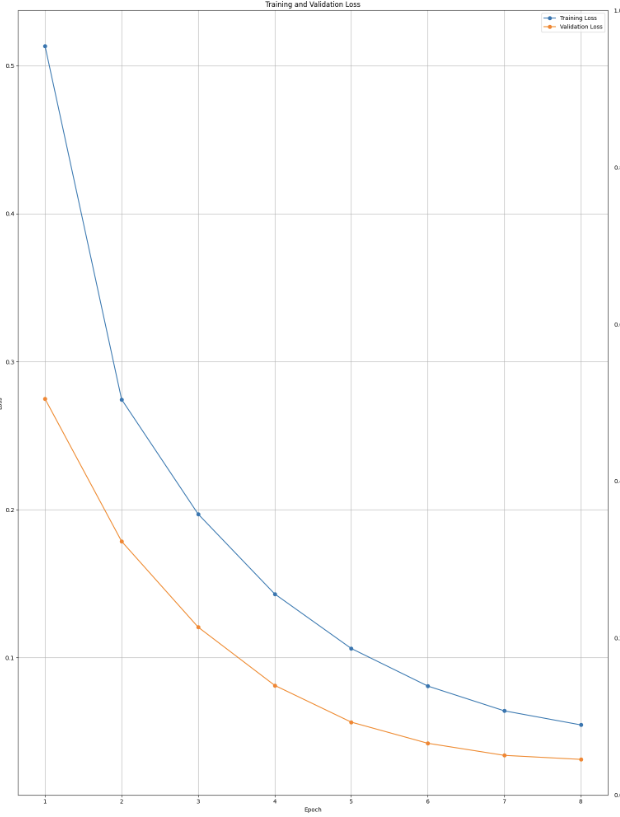 Training and Validation Loss
Training Loss
Validation Loss
0.5
0.4
0.3
0.2
0.1
1 2 3 4 5 6 7 8
Epoch